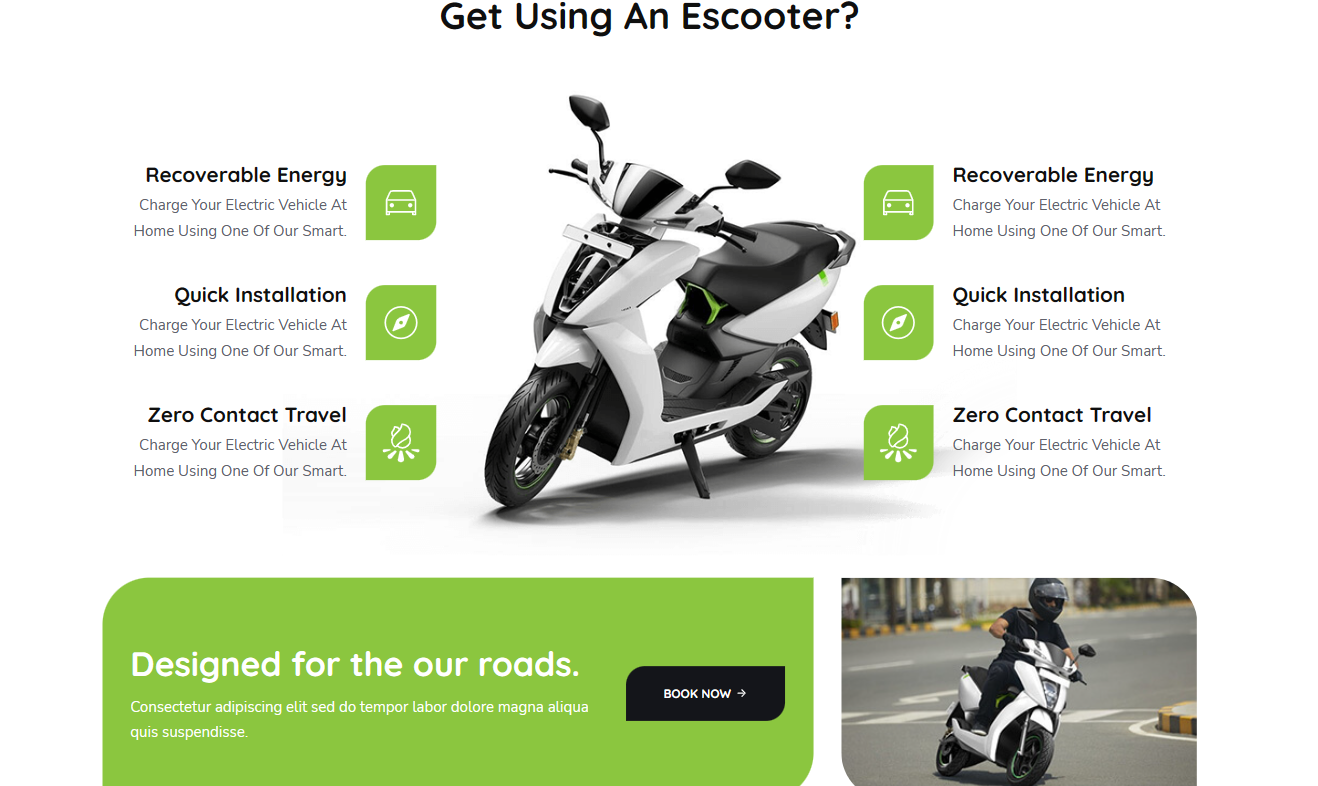 Get Using An Escooter?
Recoverable Energy
Charge Your Electric Vehicle At
Home Using One Of Our Smart.
Quick Installation
Charge Your Electric Vehicle At
Home Using One Of Our Smart.
Zero Contact Travel
Charge Your Electric Vehicle At
Home Using One Of Our Smart.
Recoverable Energy
Charge Your Electric Vehicle At
Home Using One Of Our Smart.
Quick Installation
Charge Your Electric Vehicle At
Home Using One Of Our Smart.
Zero Contact Travel
Charge Your Electric Vehicle At
Home Using One Of Our Smart.
Designed for the our roads.
Consectetur adipiscing elit sed do tempor labor dolore magna aliqua
quis suspendisse.
BOOK NOW →